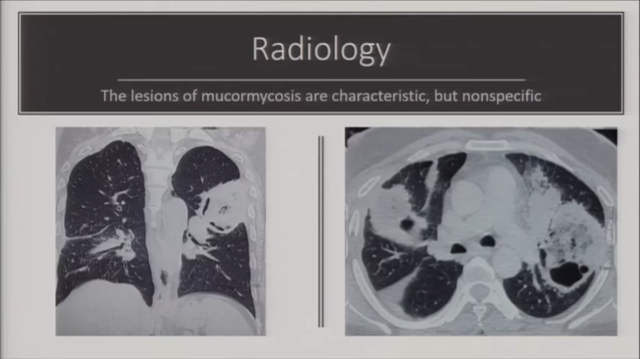 Radiology
The lesions of mucormycosis are characteristic, but nonspecific